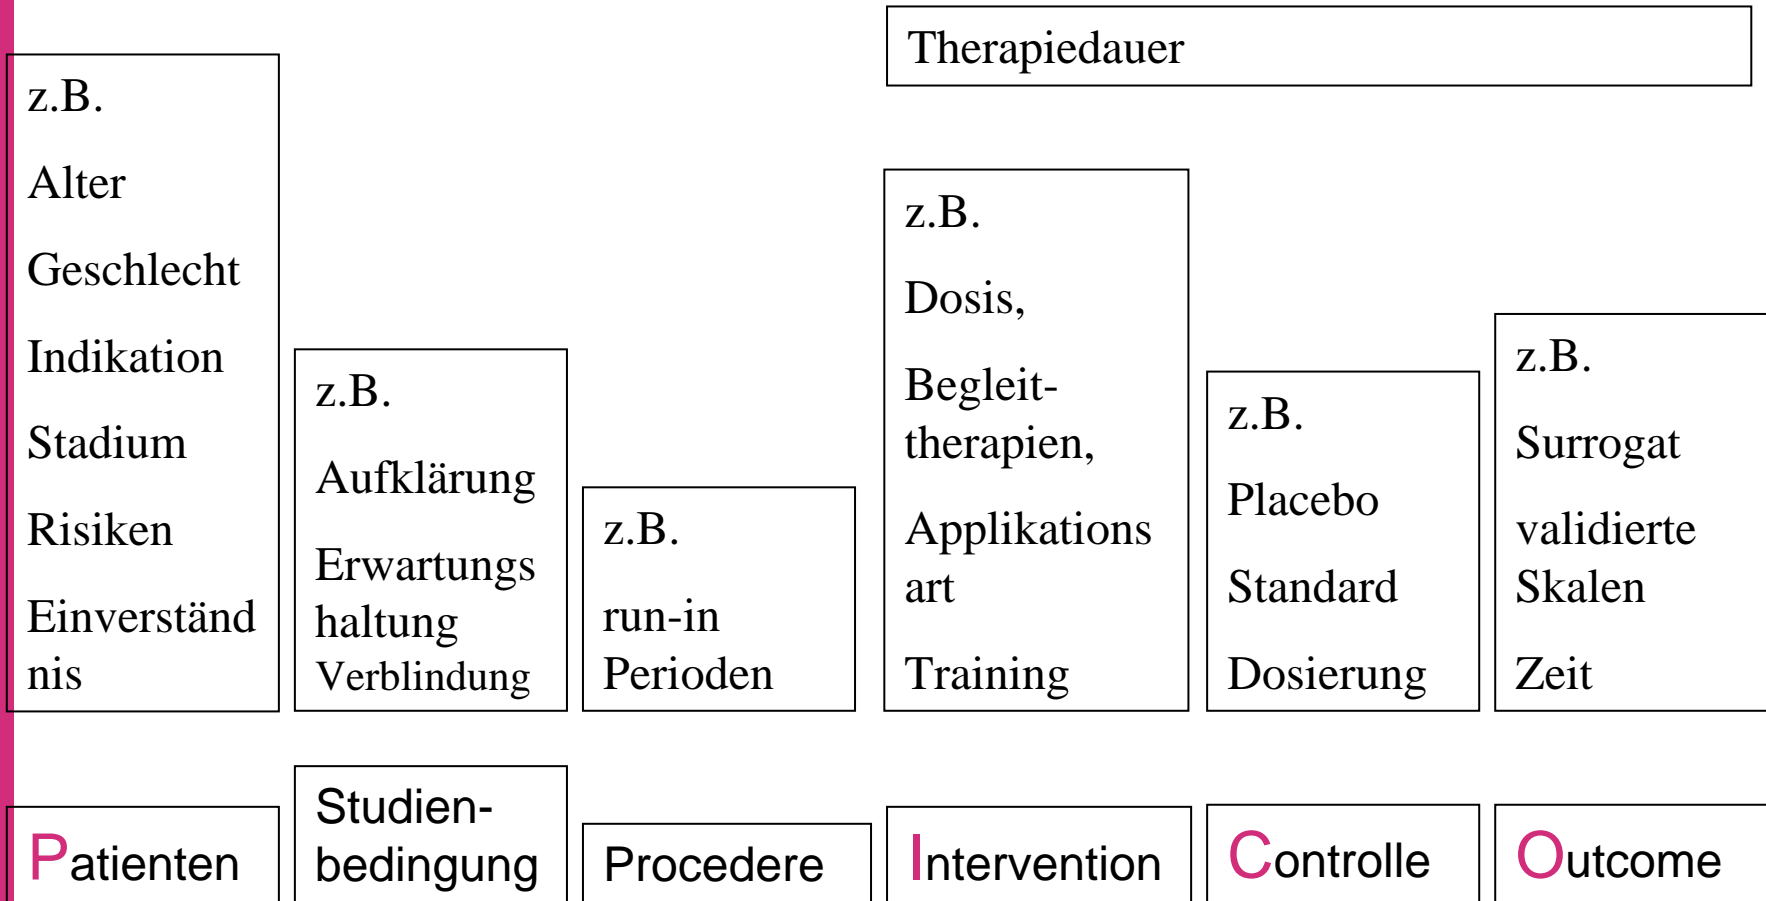 Therapiedauer
z.B.
Alter
Geschlecht
Indikation
Stadium
Risiken
Einverständ
nis
z.B.
Aufklärung
Erwartungs
haltung
Verblindung
z.B.
run-in
Perioden
z.B.
Dosis,
Begleit-
therapien,
Applikations
art
Training
z.B.
Placebo
Standard
Dosierung
z.B.
Surrogat
validierte
Skalen
Zeit
Patienten
Studien-
bedingung
Procedere
Intervention
Controlle
Outcome